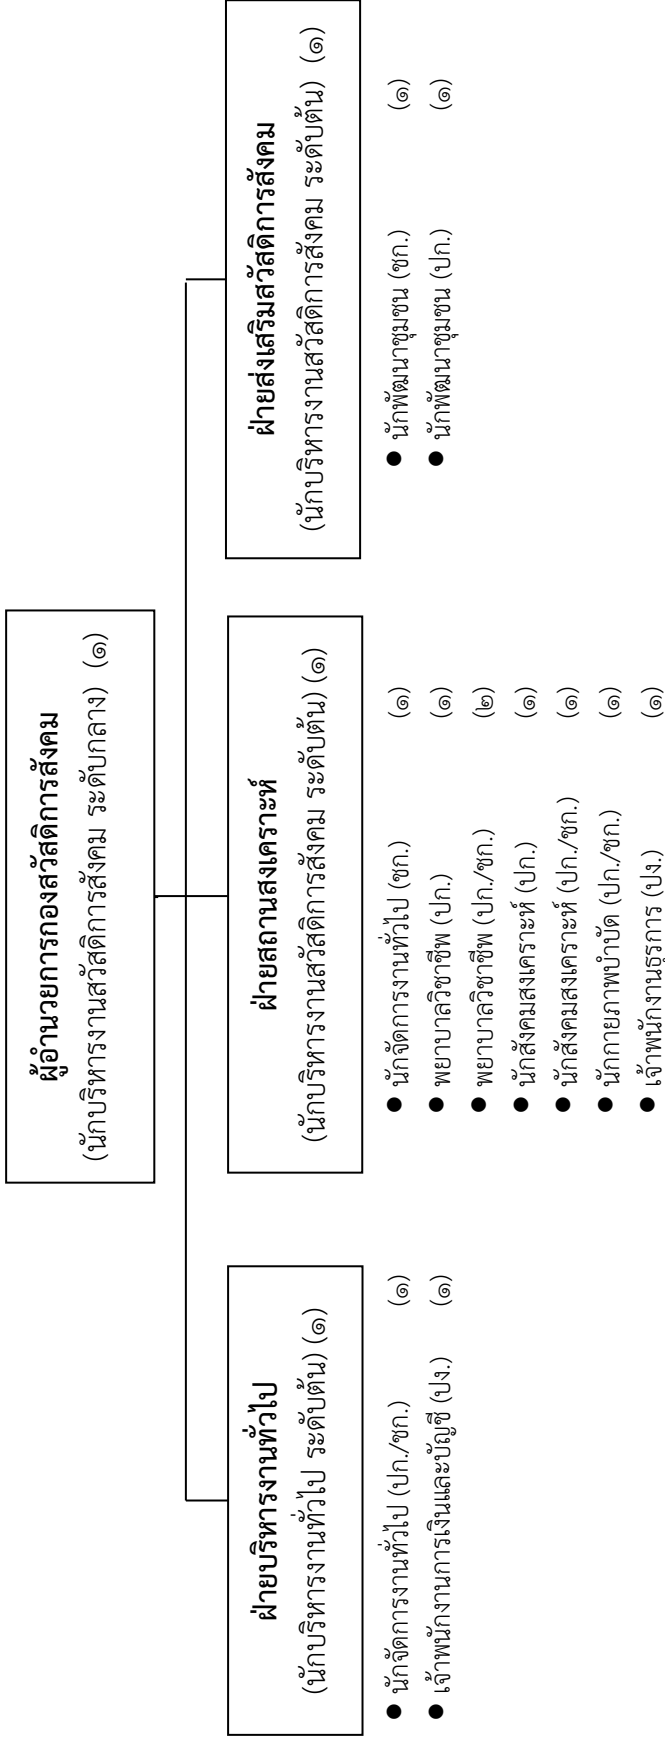 ผู้อำนวยการกองสวัสดิการสังคม
(นักบริหารงานสวัสดิการสังคม ระดับกลาง) (๑)
ฝ่ายบริหารงานทั่วไป
(นักบริหารงานทั่วไป ระดับต้น) (๑)
● นักจัดการงานทั่วไป (ปก./ชก.) (๑)
● เจ้าพนักงานการเงินและบัญชี (ปง.) (๑)
ฝ่ายสถานสงเคราะห์
(นักบริหารงานสวัสดิการสังคม ระดับต้น) (๑)
● นักจัดการงานทั่วไป (ชก.) (๑)
● พยาบาลวิชาชีพ (ปก.) (๑)
● พยาบาลวิชาชีพ (ปก./ชก.) (๒)
● นักสังคมสงเคราะห์ (ปก.) (๑)
● นักสังคมสงเคราะห์ (ปก./ชก.) (๑)
● นักกายภาพบำบัด (ปก./ชก.) (๑)
● เจ้าพนักงานธุรการ (ปง.) (๑)
ฝ่ายส่งเสริมสวัสดิการสังคม
(นักบริหารงานสวัสดิการสังคม ระดับต้น) (๑)
● นักพัฒนาชุมชน (ชก.) (๑)
● นักพัฒนาชุมชน (ปก.) (๑)